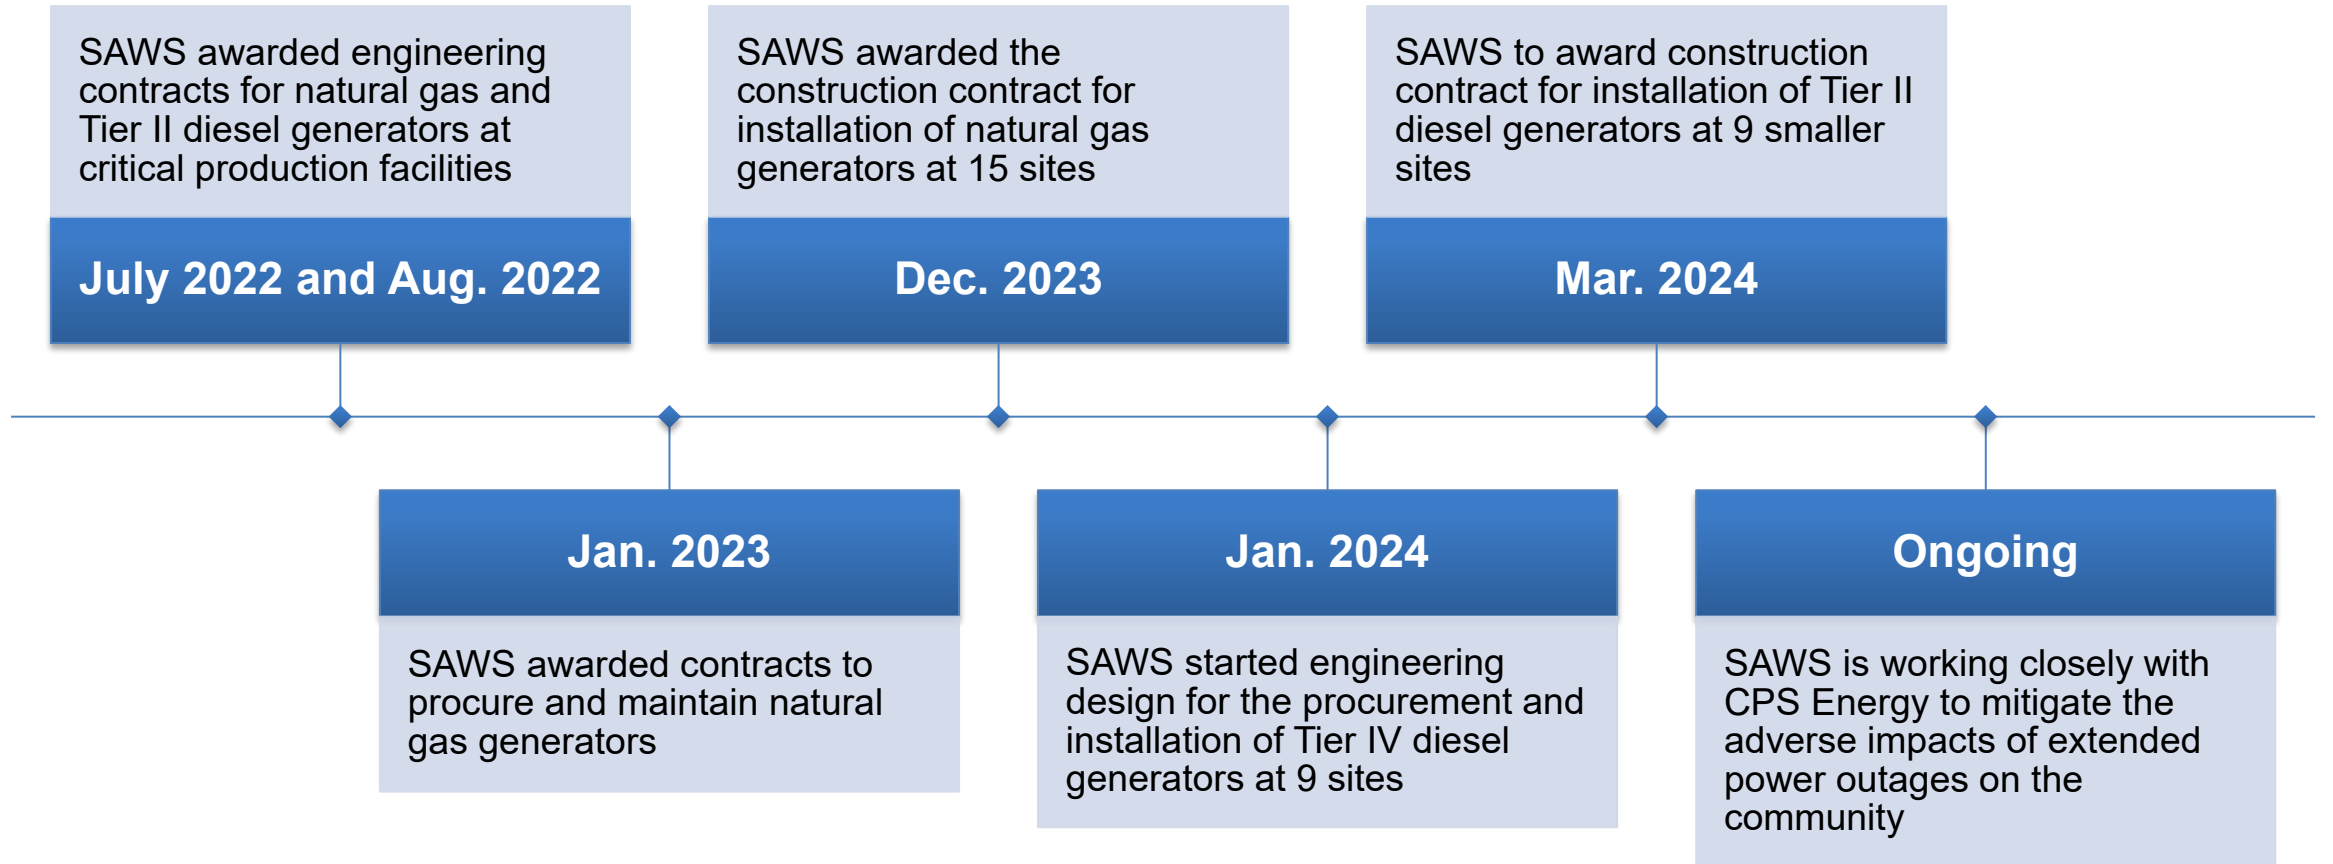 SAWS awarded engineering
contracts for natural gas and
Tier II diesel generators at
critical production facilities
July 2022 and Aug. 2022
SAWS awarded the
construction contract for
installation of natural gas
generators at 15 sites
Dec. 2023
SAWS to award construction
contract for installation of Tier II
diesel generators at 9 smaller
sites
Mar. 2024
Jan. 2023
SAWS awarded contracts to
procure and maintain natural
gas generators
Jan. 2024
SAWS started engineering
design for the procurement and
installation of Tier IV diesel
generators at 9 sites
Ongoing
SAWS is working closely with
CPS Energy to mitigate the
adverse impacts of extended
power outages on the
community